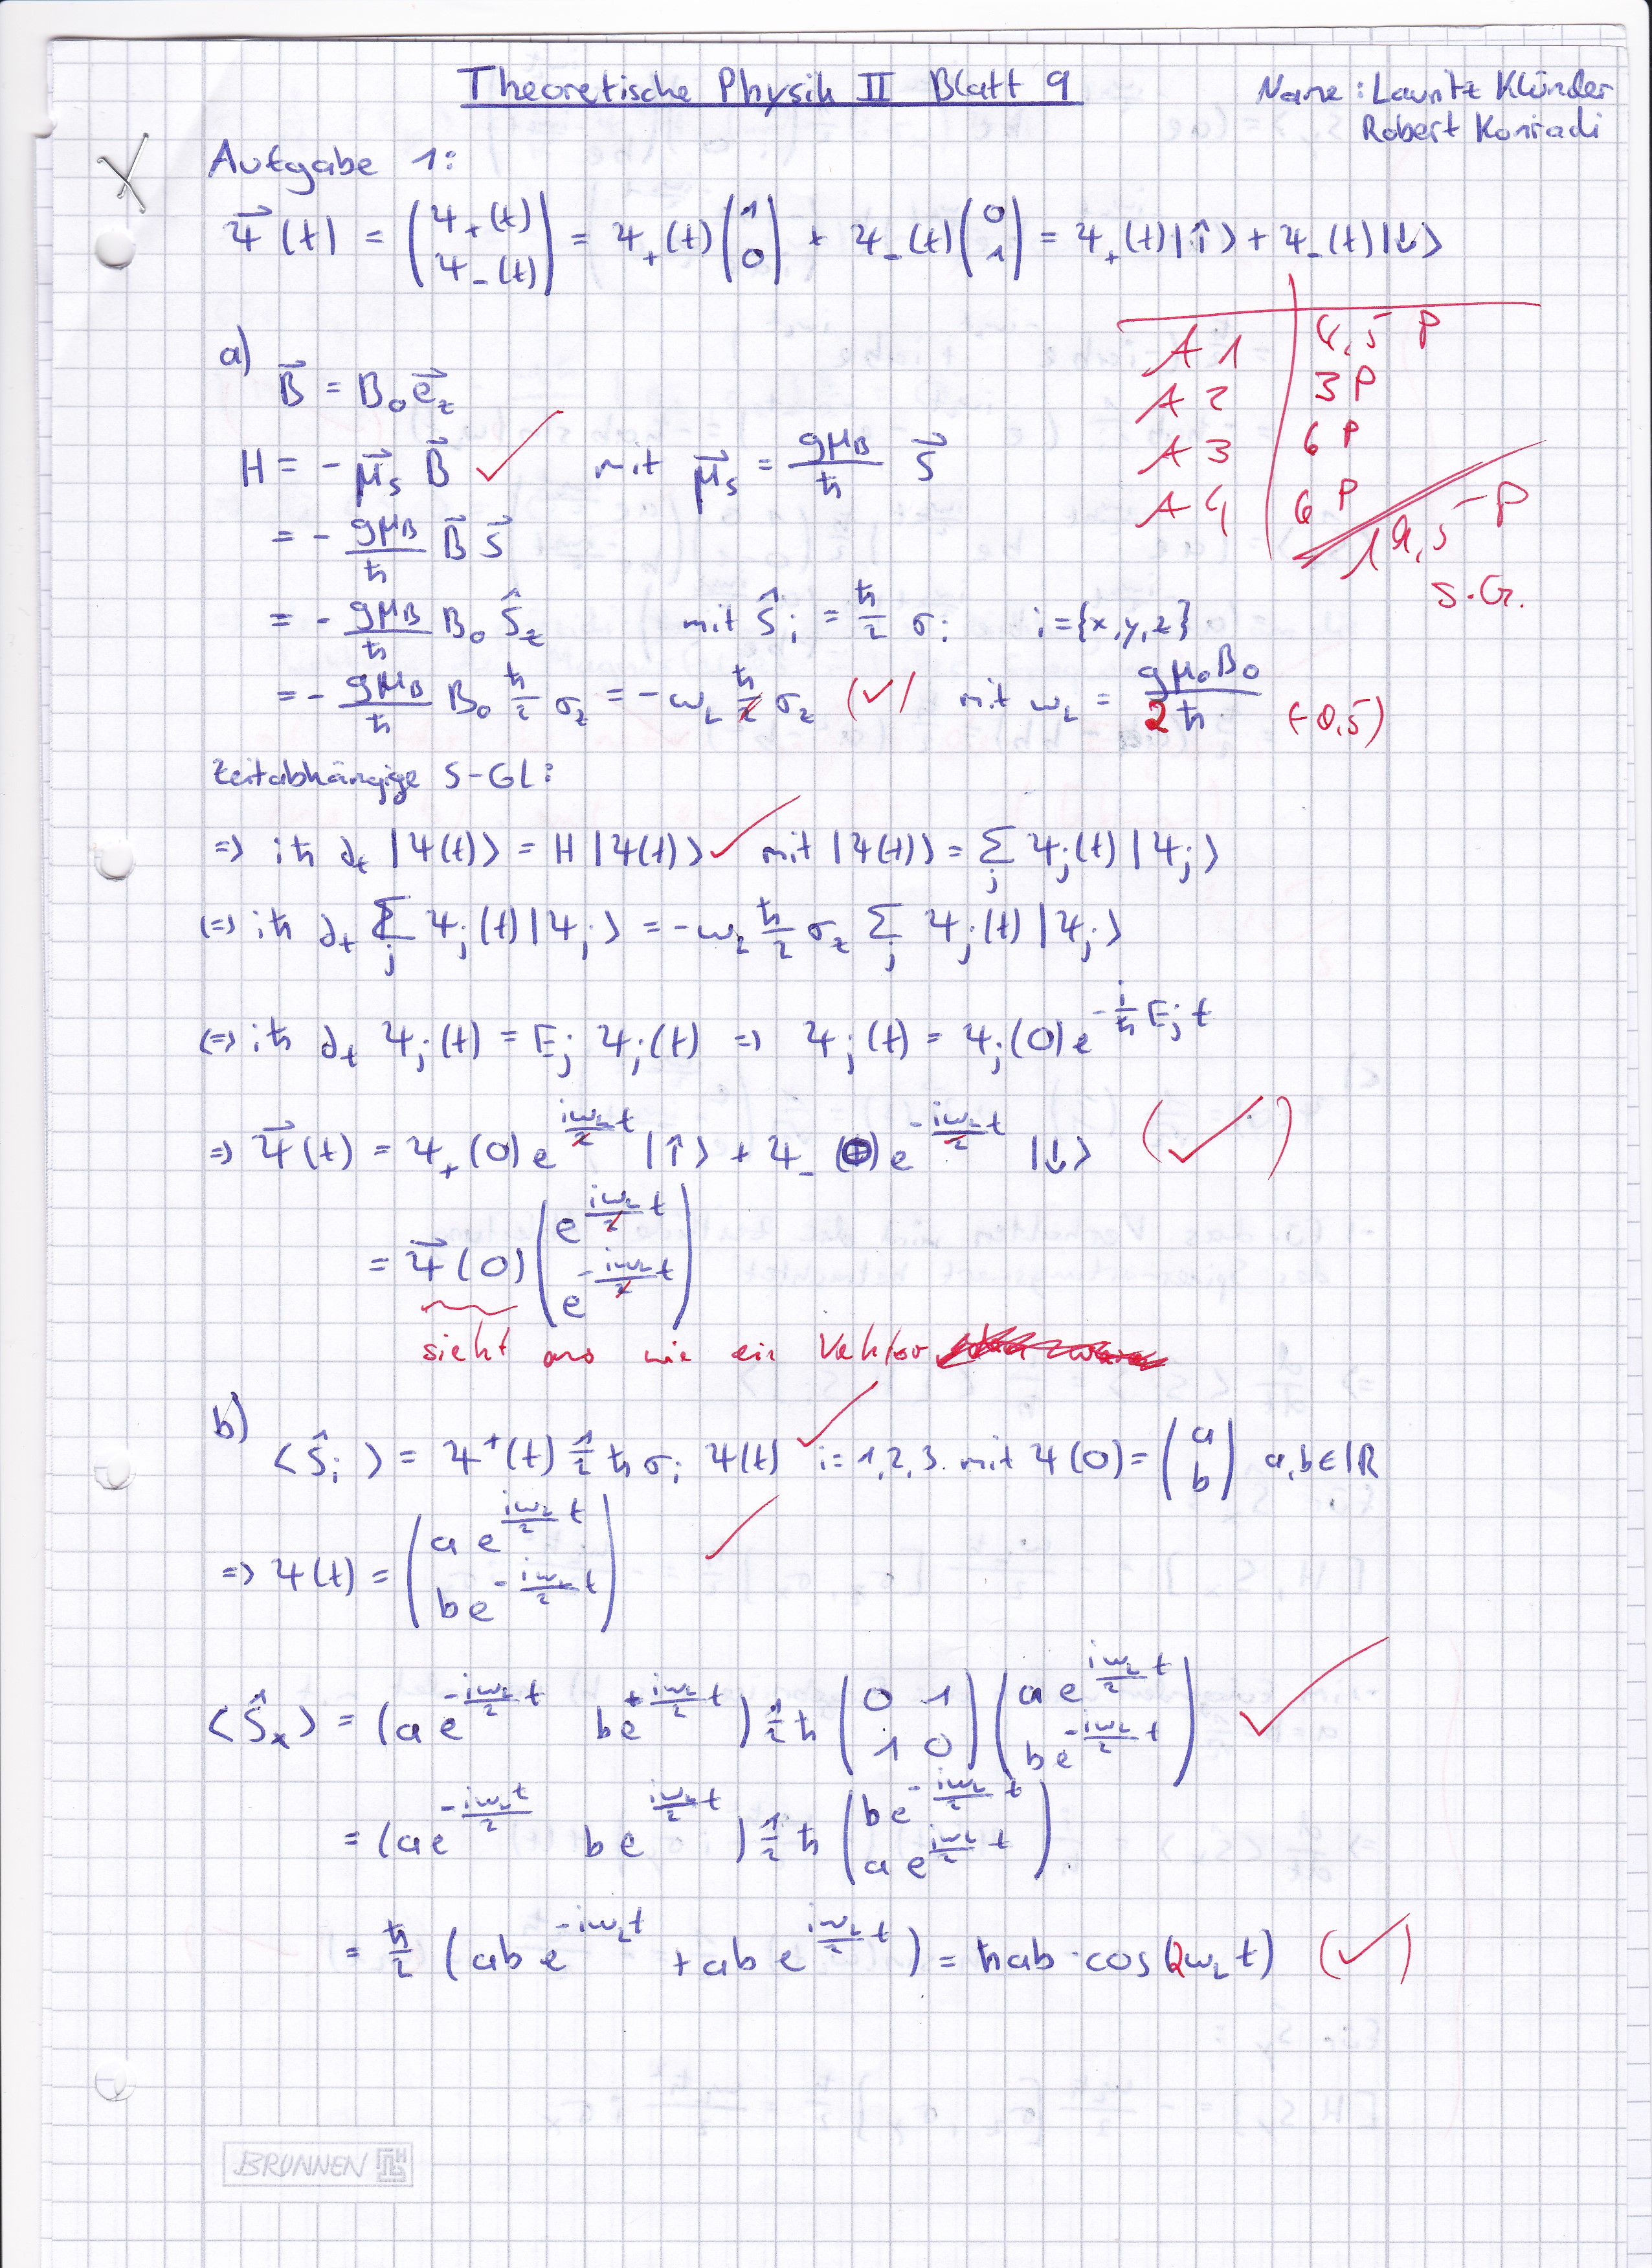 Theoretische Physik II Blatt 9
Name: Lauritz Klünder
Robert Konradi
Aufgabe 1:
$\vec{\Psi}(t) = \begin{pmatrix} \Psi_+(t) \\ \Psi_-(t) \end{pmatrix} = \Psi_+(t) \begin{pmatrix} 1 \\ 0 \end{pmatrix} + \Psi_-(t) \begin{pmatrix} 0 \\ 1 \end{pmatrix} = \Psi_+(t)|\uparrow\rangle + \Psi_-(t)|\downarrow\rangle$
A 1 | 4,5 P
A 2 | 3 P
A 3 | 6 P
A 4 | 6 P
19,5 P
S.G.
a) $\vec{B} = B_0 \vec{e}_z$
$H = -\vec{\mu}_s \vec{B}$ ✓ mit $\vec{\mu}_s = \frac{g\mu_B}{\hbar} \vec{S}$
$= -\frac{g\mu_B}{\hbar} \vec{B} \vec{S}$
$= -\frac{g\mu_B}{\hbar} B_0 \hat{S}_z$ mit $\hat{S}_i = \frac{\hbar}{2} \sigma_i$ $i = \{x,y,z\}$
$= -\frac{g\mu_B}{\hbar} B_0 \frac{\hbar}{2} \sigma_z = -\omega_L \frac{\hbar}{2} \sigma_z$ (✓) mit $\omega_L = \frac{g\mu_0 B_0}{2\hbar}$ (-0,5)
Zeitabhängige S-Gl:
$\Rightarrow i\hbar \partial_t |\Psi(t)\rangle = H |\Psi(t)\rangle$ ✓ mit $|\Psi(t)\rangle = \sum_j \Psi_j(t) |\Psi_j\rangle$
$\Leftrightarrow i\hbar \partial_t \sum_j \Psi_j(t) |\Psi_j\rangle = -\omega_L \frac{\hbar}{2} \sigma_z \sum_j \Psi_j(t) |\Psi_j\rangle$
$\Leftrightarrow i\hbar \partial_t \Psi_j(t) = E_j \Psi_j(t) \Rightarrow \Psi_j(t) = \Psi_j(0) e^{-\frac{i}{\hbar} E_j t}$
$\Rightarrow \vec{\Psi}(t) = \Psi_+(0) e^{\frac{i\omega_L}{2} t} |\uparrow\rangle + \Psi_-(0) e^{-\frac{i\omega_L}{2} t} |\downarrow\rangle$ (✓)
$= \vec{\Psi}(0) \begin{pmatrix} e^{\frac{i\omega_L}{2} t} \\ e^{-\frac{i\omega_L}{2} t} \end{pmatrix}$
sieht aus wie ein Vektor
b) $\langle \hat{S}_i \rangle = \Psi^+(t) \frac{1}{2} \hbar \sigma_i \Psi(t)$ ✓ $i = 1,2,3$ mit $\Psi(0) = \begin{pmatrix} a \\ b \end{pmatrix}$ $a,b \in \mathbb{R}$
$\Rightarrow \Psi(t) = \begin{pmatrix} a e^{\frac{i\omega_L}{2} t} \\ b e^{-\frac{i\omega_L}{2} t} \end{pmatrix}$ ✓
$\langle \hat{S}_x \rangle = (a e^{-\frac{i\omega_L}{2} t} \quad b e^{+\frac{i\omega_L}{2} t}) \frac{1}{2} \hbar \begin{pmatrix} 0 & 1 \\ 1 & 0 \end{pmatrix} \begin{pmatrix} a e^{\frac{i\omega_L}{2} t} \\ b e^{-\frac{i\omega_L}{2} t} \end{pmatrix}$ ✓
$= (a e^{-\frac{i\omega_L t}{2}} \quad b e^{\frac{i\omega_L}{2} t}) \frac{1}{2} \hbar \begin{pmatrix} b e^{-\frac{i\omega_L}{2} t} \\ a e^{\frac{i\omega_L}{2} t} \end{pmatrix}$
$= \frac{\hbar}{2} (ab e^{-i\omega_L t} + ab e^{\frac{i\omega_L}{2} t}) = \hbar ab \cdot \cos(2\omega_L t)$ (✓)
BRUNNEN